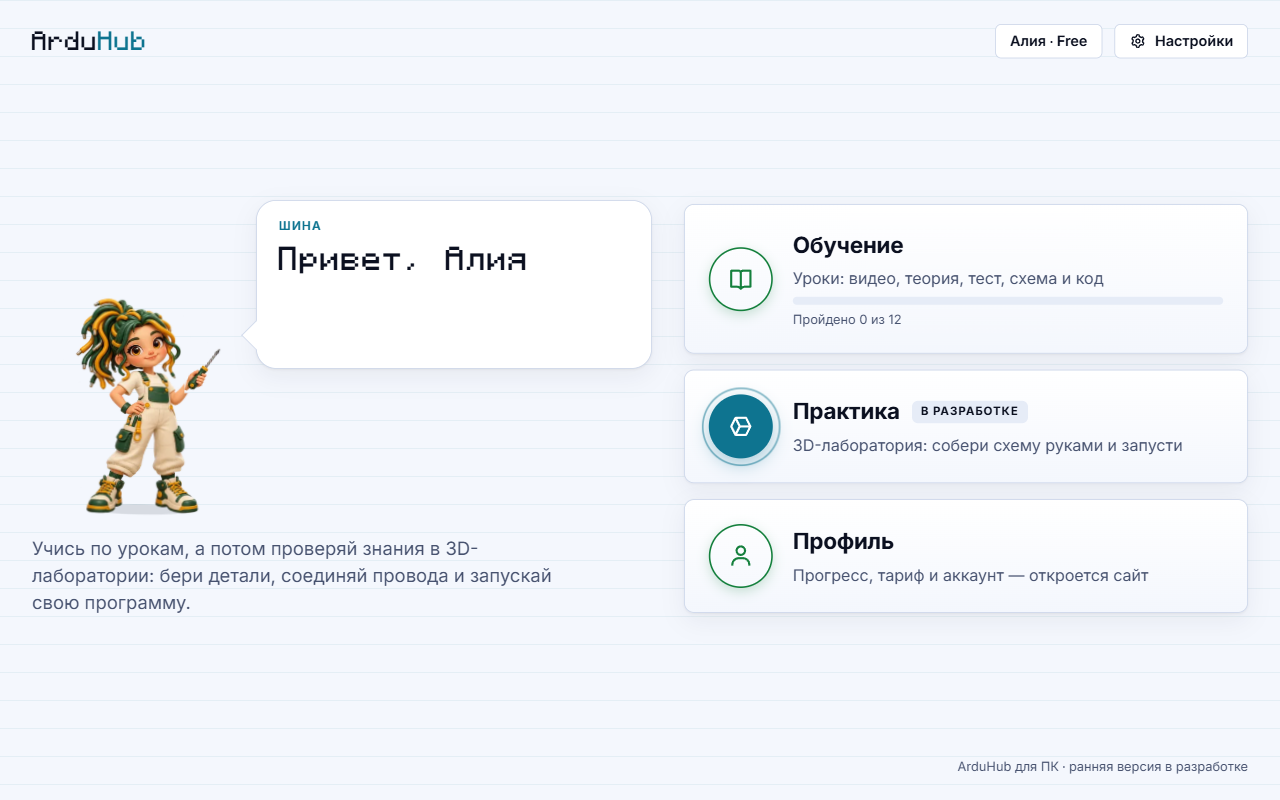 ArduHub
Алия · Free
Настройки
ШИНА
Привет, Алия
Обучение
Уроки: видео, теория, тест, схема и код
Пройдено 0 из 12
Практика
В РАЗРАБОТКЕ
3D-лаборатория: собери схему руками и запусти
Профиль
Прогресс, тариф и аккаунт — откроется сайт
Учись по урокам, а потом проверяй знания в 3D-
лаборатории: бери детали, соединяй провода и запускай
свою программу.
ArduHub для ПК · ранняя версия в разработке